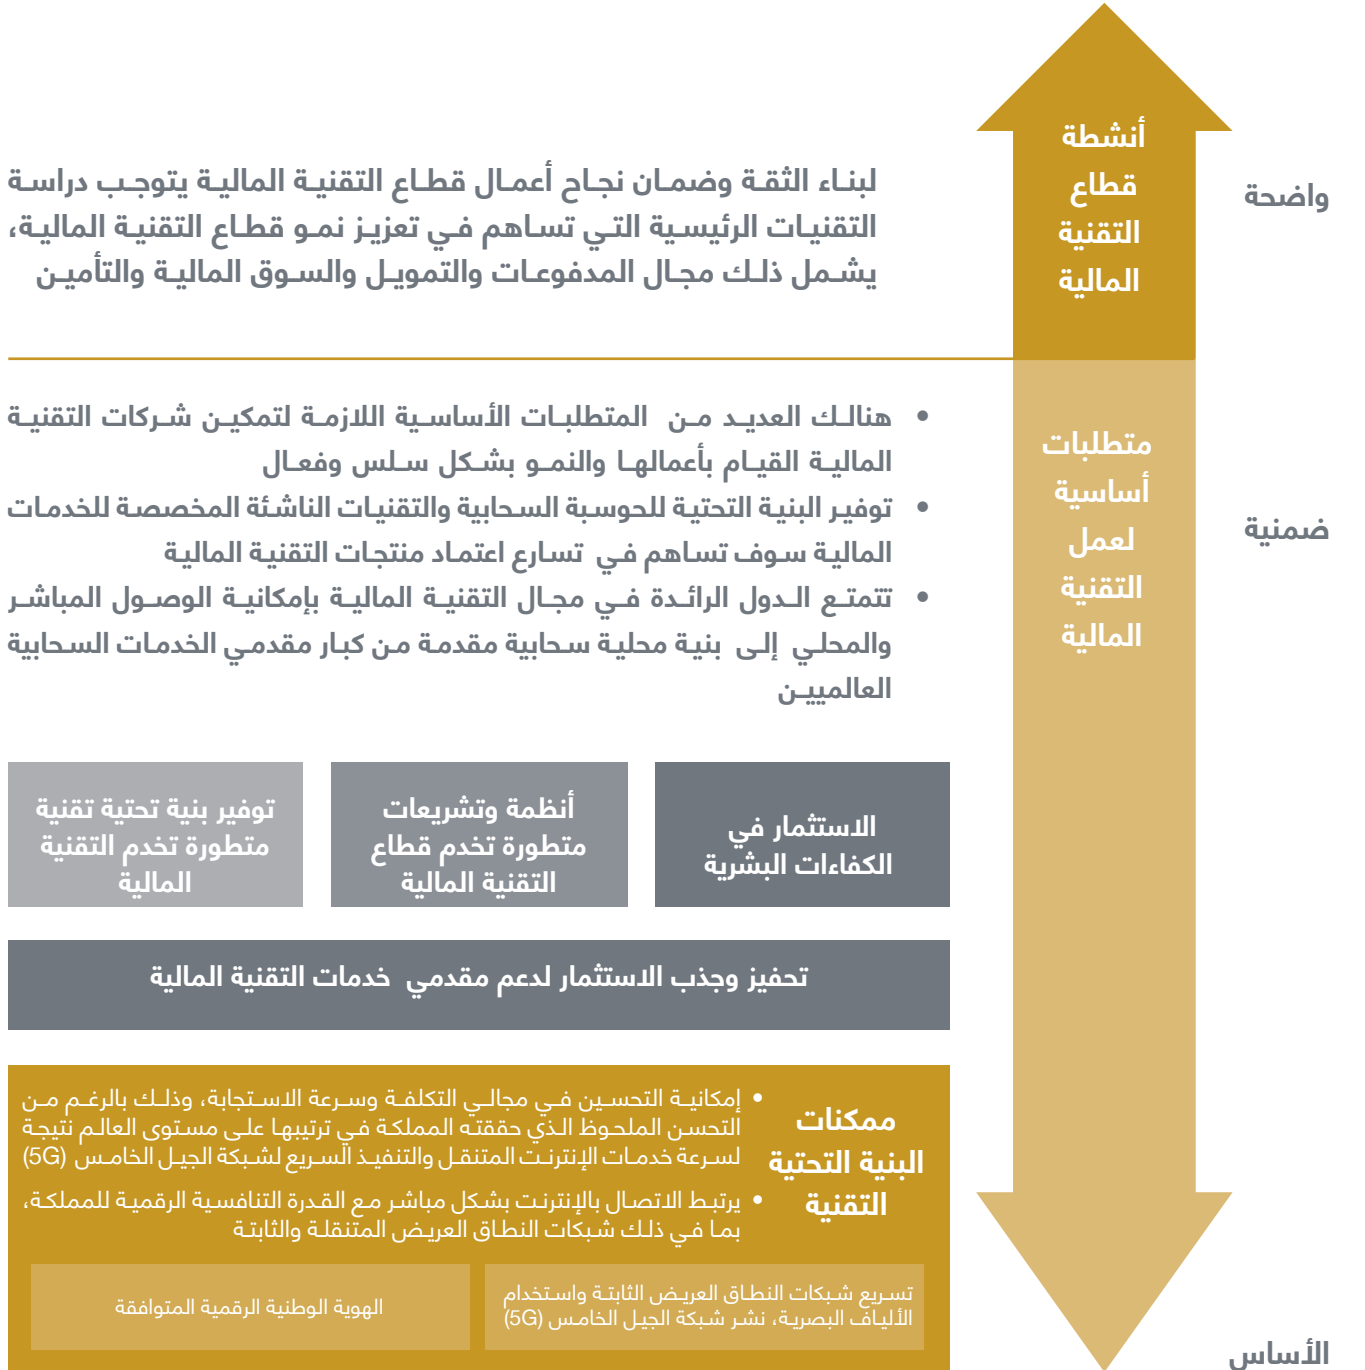 واضحة
أنشطة
قطاع
التقنية
المالية
لبناء الثقة وضمان نجاح أعمال قطاع التقنية المالية يتوجب دراسة
التقنيات الرئيسية التي تساهم في تعزيز نمو قطاع التقنية المالية،
يشمل ذلك مجال المدفوعات والتمويل والسوق المالية والتأمين
ضمنية
متطلبات
أساسية
لعمل
التقنية
المالية
• هنالك العديد من المتطلبات الأساسية اللازمة لتمكين شركات التقنية
المالية القيام بأعمالها والنمو بشكل سلس وفعال
• توفير البنية التحتية للحوسبة السحابية والتقنيات الناشئة المخصصة للخدمات
المالية سوف تساهم في تسارع اعتماد منتجات التقنية المالية
• تتمتع الدول الرائدة في مجال التقنية المالية بإمكانية الوصول المباشر
والمحلي إلى بنية محلية سحابية مقدمة من كبار مقدمي الخدمات السحابية
العالميين
الاستثمار في
الكفاءات البشرية
أنظمة وتشريعات
متطورة تخدم قطاع
التقنية المالية
توفير بنية تحتية تقنية
متطورة تخدم التقنية
المالية
تحفيز وجذب الاستثمار لدعم مقدمي خدمات التقنية المالية
ممكنات
البنية التحتية
التقنية
• إمكانية التحسين في مجالي التكلفة وسرعة الاستجابة، وذلك بالرغم من
التحسن الملحوظ الذي حققته المملكة في ترتيبها على مستوى العالم نتيجة
لسرعة خدمات الإنترنت المتنقل والتنفيذ السريع لشبكة الجيل الخامس (5G)
• يرتبط الاتصال بالإنترنت بشكل مباشر مع القدرة التنافسية الرقمية للمملكة،
بما في ذلك شبكات النطاق العريض المتنقلة والثابتة
تسريع شبكات النطاق العريض الثابتة واستخدام
الألياف البصرية، نشر شبكة الجيل الخامس (5G)
الهوية الوطنية الرقمية المتوافقة
الأساس